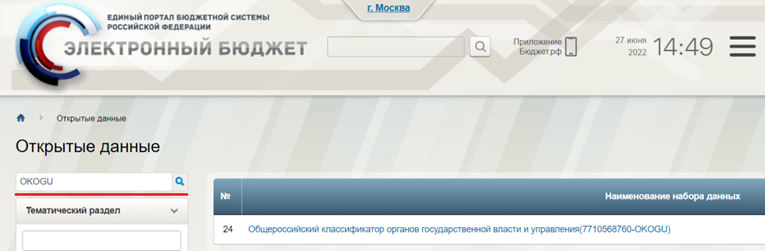 г. Москва
ЕДИНЫЙ ПОРТАЛ БЮДЖЕТНОЙ СИСТЕМЫ
РОССИЙСКОЙ ФЕДЕРАЦИИ
ЭЛЕКТРОННЫЙ БЮДЖЕТ
Приложение
Бюджет.рф
27 июня
2022
14:49
Открытые данные
Открытые данные
OKOGU
Тематический раздел
№
Наименование набора данных
24
Общероссийский классификатор органов государственной власти и управления(7710568760-OKOGU)